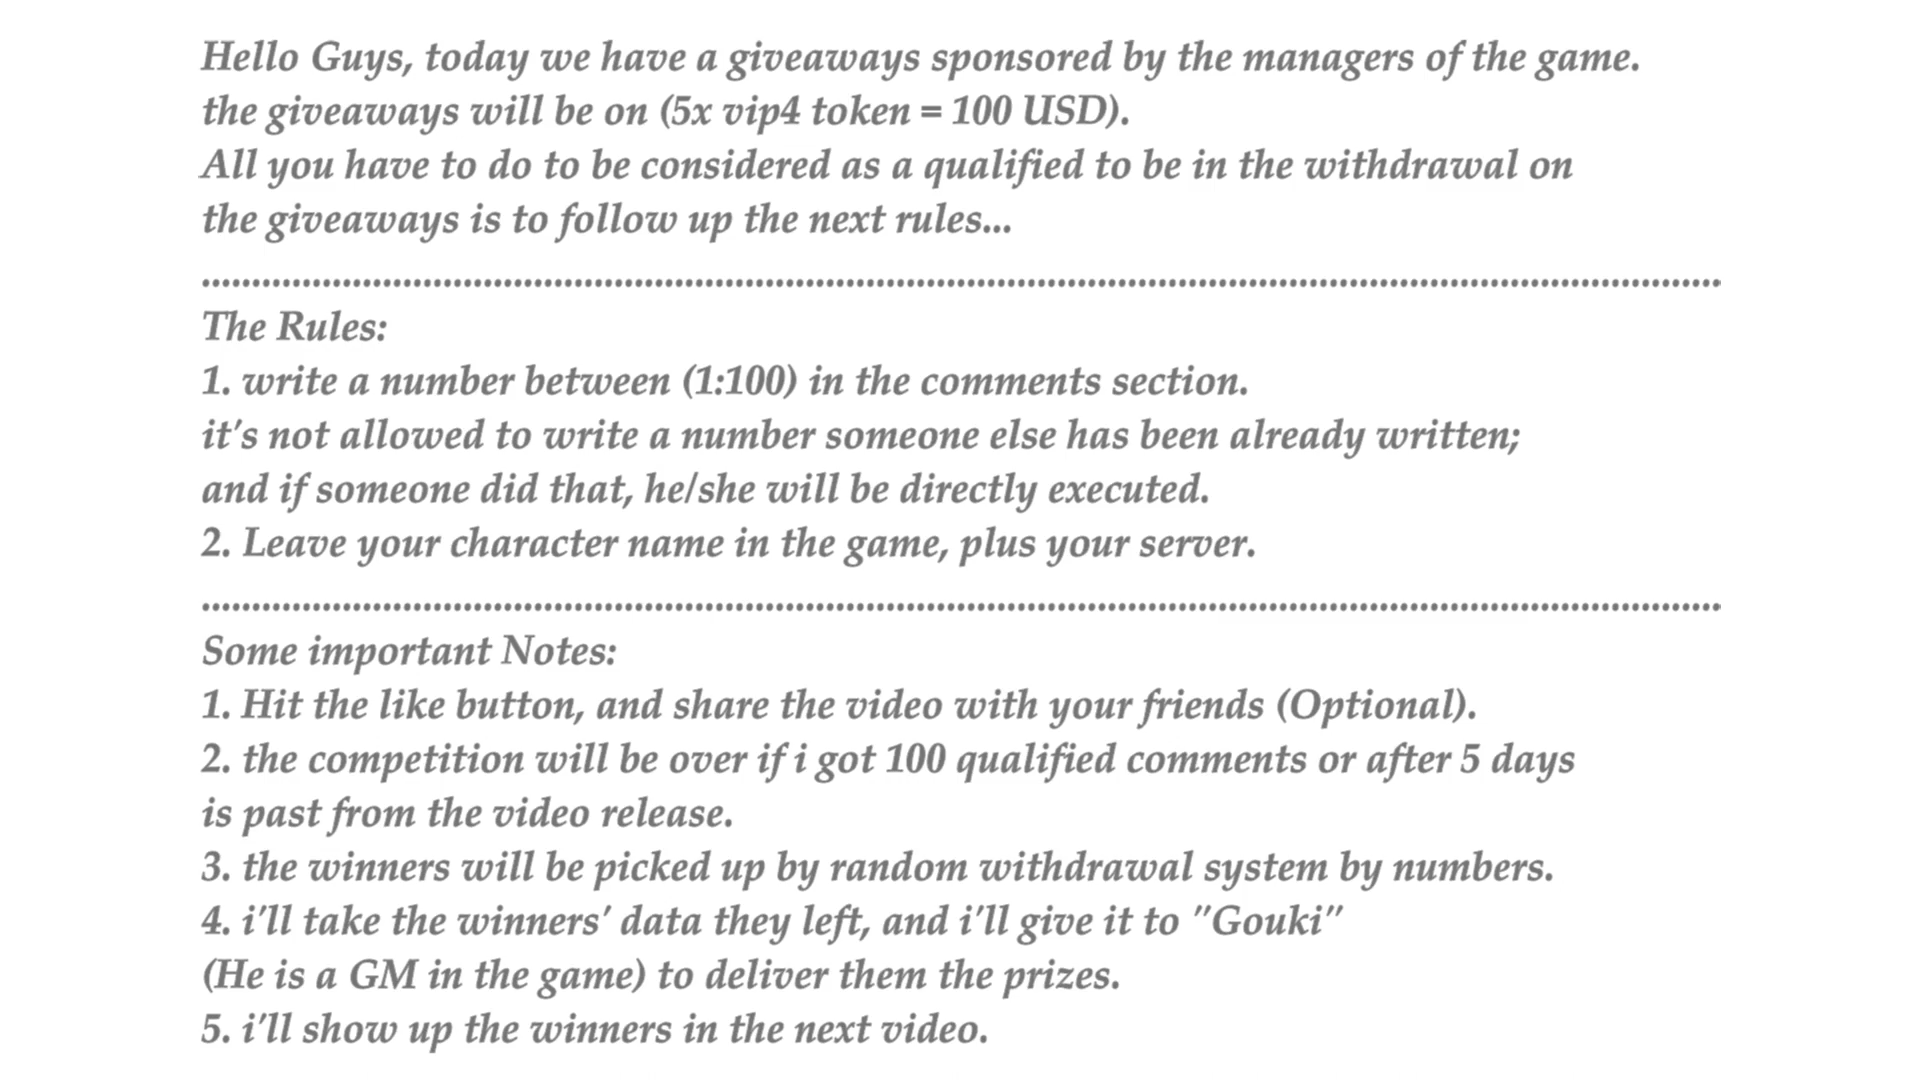 Hello Guys, today we have a giveaways sponsored by the managers of the game.
the giveaways will be on (5x vip4 token = 100 USD).
All you have to do to be considered as a qualified to be in the withdrawal on
the giveaways is to follow up the next rules...
The Rules:
1. write a number between (1:100) in the comments section.
it's not allowed to write a number someone else has been already written;
and if someone did that, he/she will be directly executed.
2. Leave your character name in the game, plus your server.
Some important Notes:
1. Hit the like button, and share the video with your friends (Optional).
2. the competition will be over if i got 100 qualified comments or after 5 days
is past from the video release.
3. the winners will be picked up by random withdrawal system by numbers.
4. i'll take the winners' data they left, and i'll give it to "Gouki"
(He is a GM in the game) to deliver them the prizes.
5. i'll show up the winners in the next video.